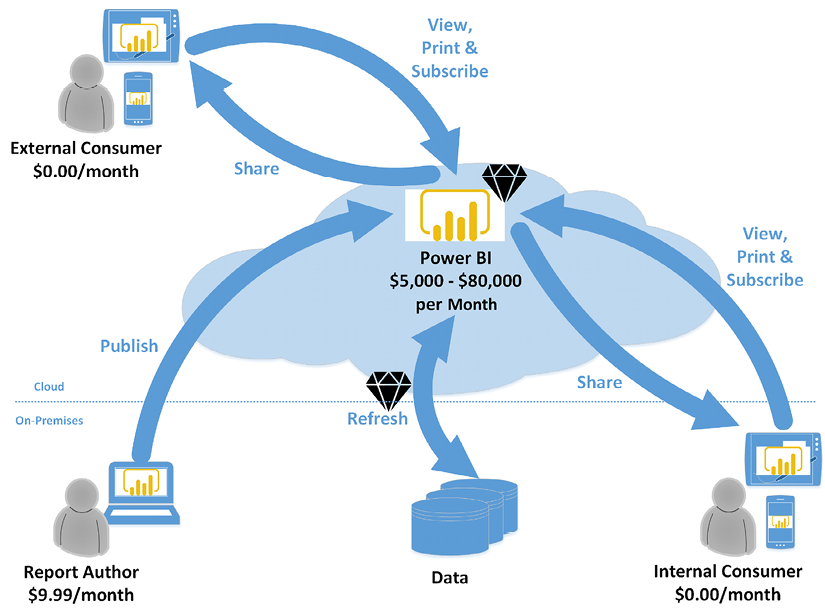 View,
Print &
Subscribe
External Consumer
$0.00/month
Share
Power BI
$5,000 - $80,000
per Month
View,
Print &
Subscribe
Publish
Share
Cloud
On-Premises
Refresh
Report Author
$9.99/month
Data
Internal Consumer
$0.00/month